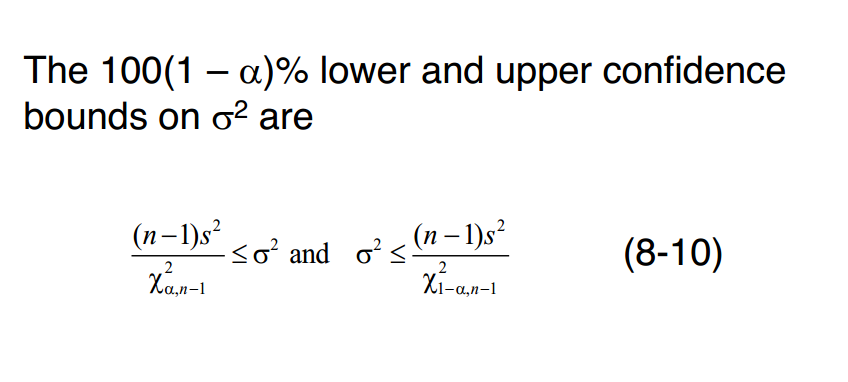 The 100(1 – α)% lower and upper confidence
bounds on σ² are
(n−1)s² / χ²α,n−1 ≤ σ² and σ² ≤ (n−1)s² / χ²1−α,n−1 (8-10)